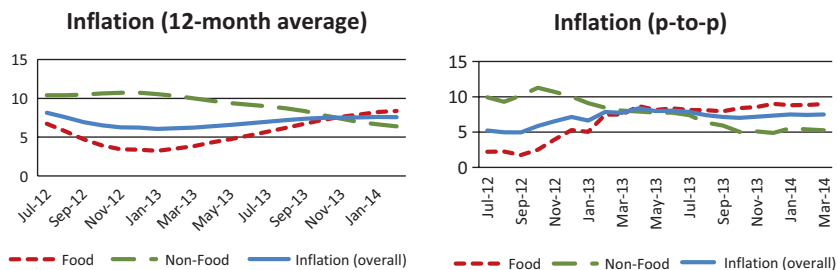 Inflation (12-month average)
15
10
5
0
Jul-12
Sep-12
Nov-12
Jan-13
Mar-13
May-13
Jul-13
Sep-13
Nov-13
Jan-14
Food Non-Food Inflation (overall)
Inflation (p-to-p)
15
10
5
0
Jul-12
Sep-12
Nov-12
Jan-13
Mar-13
May-13
Jul-13
Sep-13
Nov-13
Jan-14
Mar-14
Food Non-Food Inflation (overall)